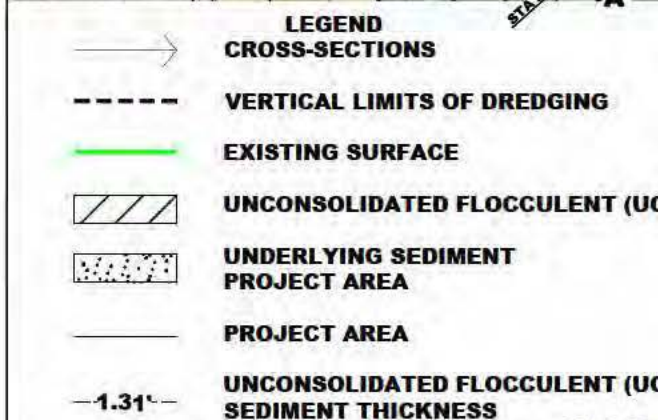 A
LEGEND
CROSS-SECTIONS
VERTICAL LIMITS OF DREDGING
EXISTING SURFACE
UNCONSOLIDATED FLOCCULENT
UNDERLYING SEDIMENT
PROJECT AREA
PROJECT AREA
1.31'
UNCONSOLIDATED FLOCCULENT
SEDIMENT THICKNESS